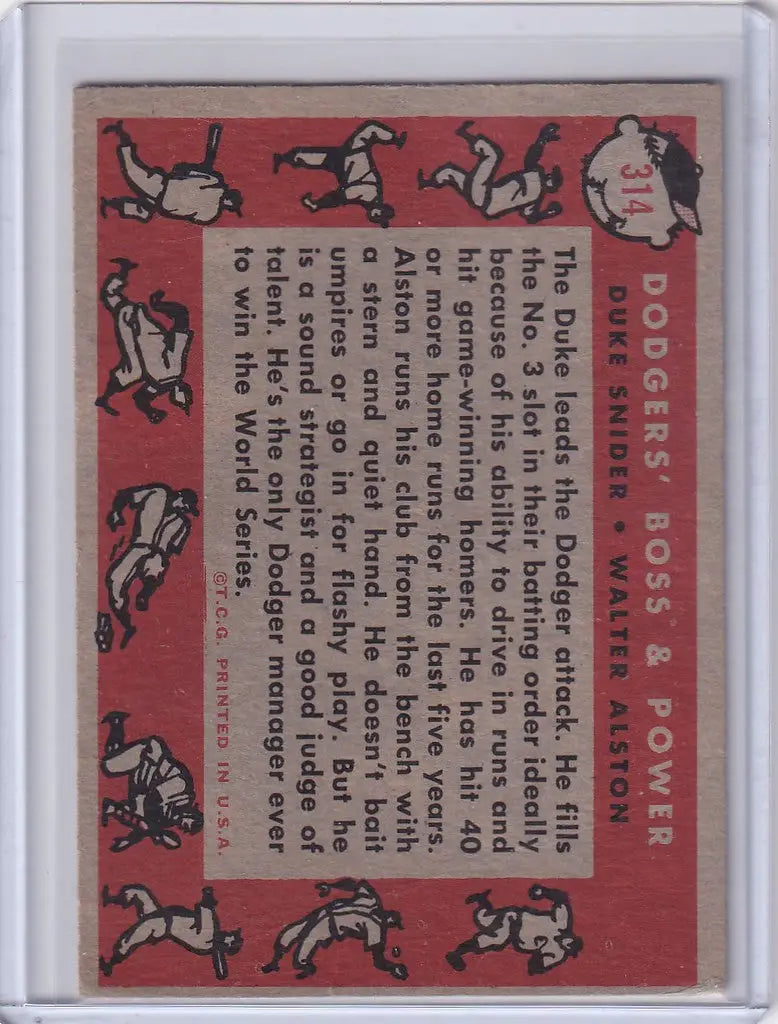 314
DODGERS' BOSS & POWER
DUKE SNIDER • WALTER ALSTON
The Duke leads the Dodger attack. He fills
the No. 3 slot in their batting order ideally
because of his ability to drive in runs and
hit game-winning homers. He has hit 40
or more home runs for the last five years.
Alston runs his club from the bench with
a stern and quiet hand. He doesn't bait
umpires or go in for flashy play. But he
is a sound strategist and a good judge of
talent. He's the only Dodger manager ever
to win the World Series.
©T.C.G. PRINTED IN U.S.A.